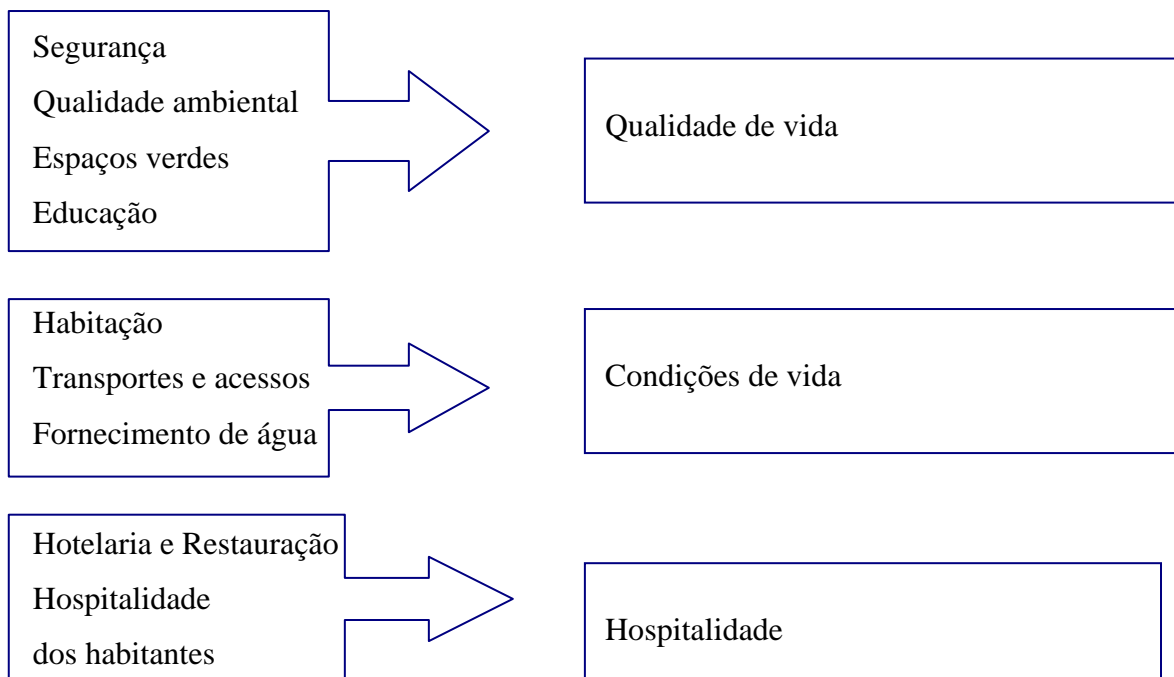 Segurança
Qualidade ambiental
Espaços verdes
Educação
Qualidade de vida
Habitação
Transportes e acessos
Fornecimento de água
Condições de vida
Hotelaria e Restauração
Hospitalidade
dos habitantes
Hospitalidade